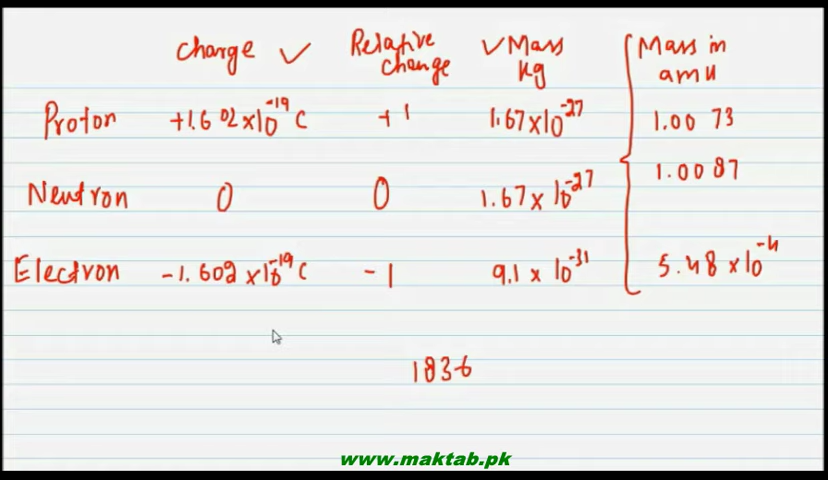 Charge ✓ Relative Change ✓ Mass kg Mass in amu
Proton +1.602×10⁻¹⁹ C +1 1.67×10⁻²⁷ 1.0073
Neutron 0 0 1.67×10⁻²⁷ 1.0087
Electron -1.602×10⁻¹⁹ C -1 9.1×10⁻³¹ 5.48×10⁻⁴
1836
www.maktab.pk